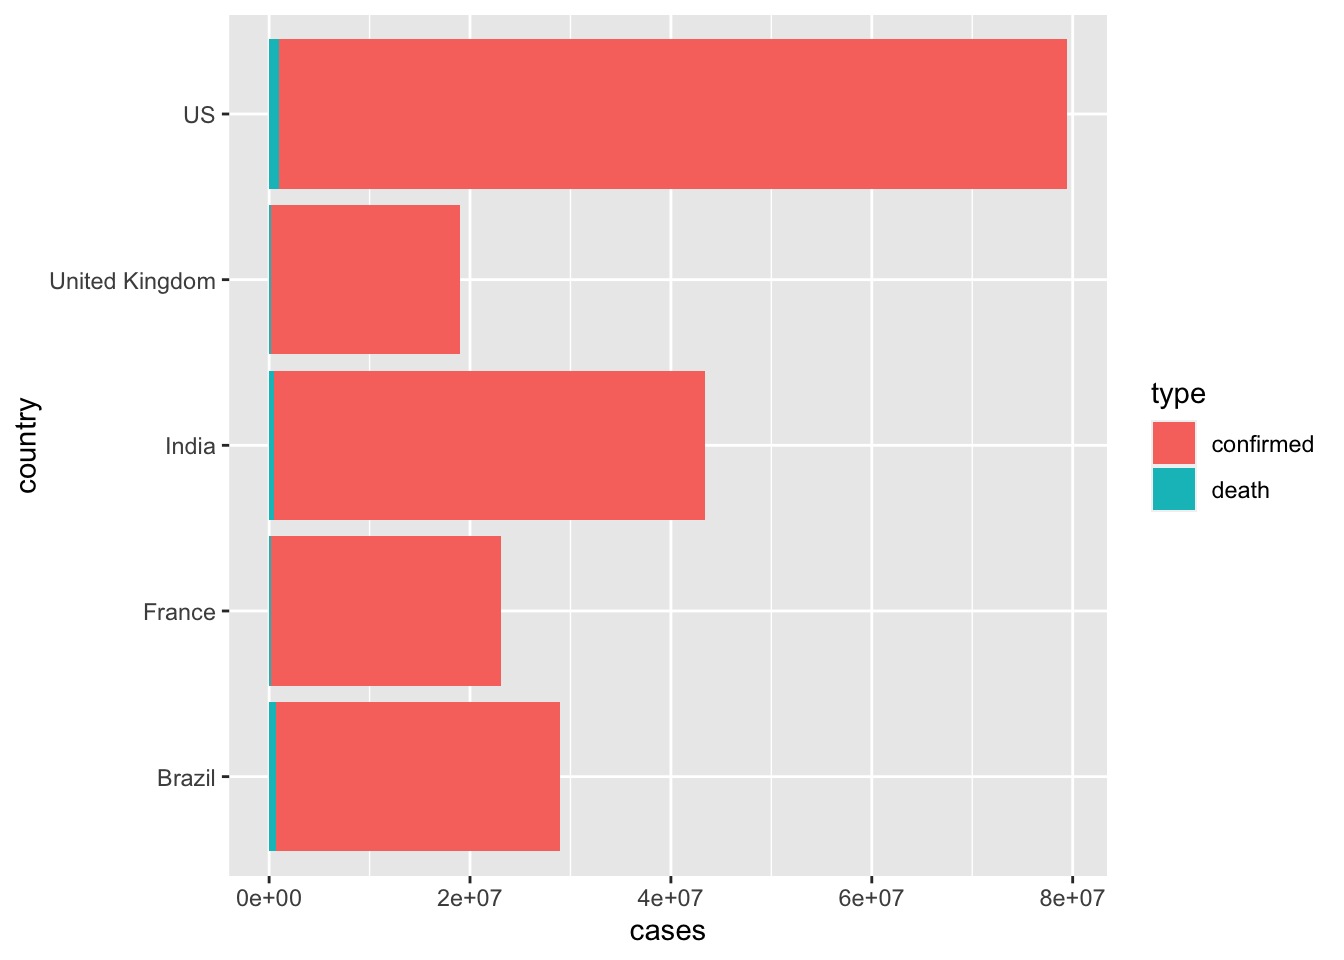 US
United Kingdom
India
France
Brazil
country
0e+00 2e+07 4e+07 6e+07 8e+07
cases
type
confirmed
death